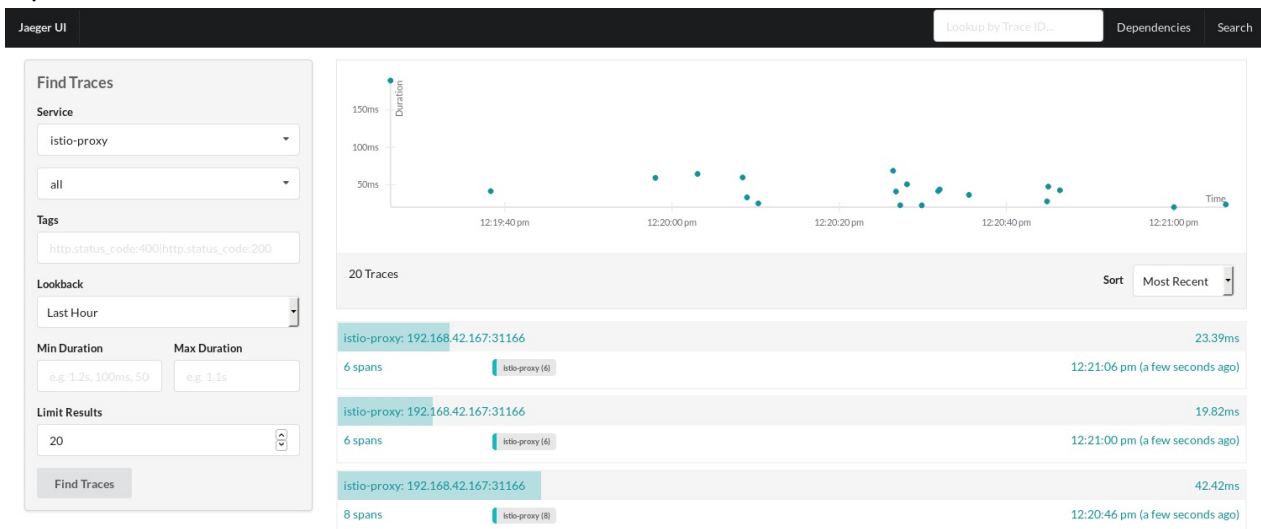 Jaeger UI
Lookup by Trace ID...
Dependencies
Search
Find Traces
Service
istio-proxy
all
Tags
http.status_code:400|http.status_code:200
Lookback
Last Hour
Min Duration
Max Duration
e.g. 1.2s, 100ms, 50
e.g. 1.1s
Limit Results
20
Find Traces
Duration
150ms
100ms
50ms
Time
12:19:40 pm
12:20:00 pm
12:20:20 pm
12:20:40 pm
12:21:00 pm
20 Traces
Sort
Most Recent
istio-proxy: 192.168.42.167:31166
23.39ms
6 spans
istio-proxy (6)
12:21:06 pm (a few seconds ago)
istio-proxy: 192.168.42.167:31166
19.82ms
6 spans
istio-proxy (6)
12:21:00 pm (a few seconds ago)
istio-proxy: 192.168.42.167:31166
42.42ms
8 spans
istio-proxy (8)
12:20:46 pm (a few seconds ago)